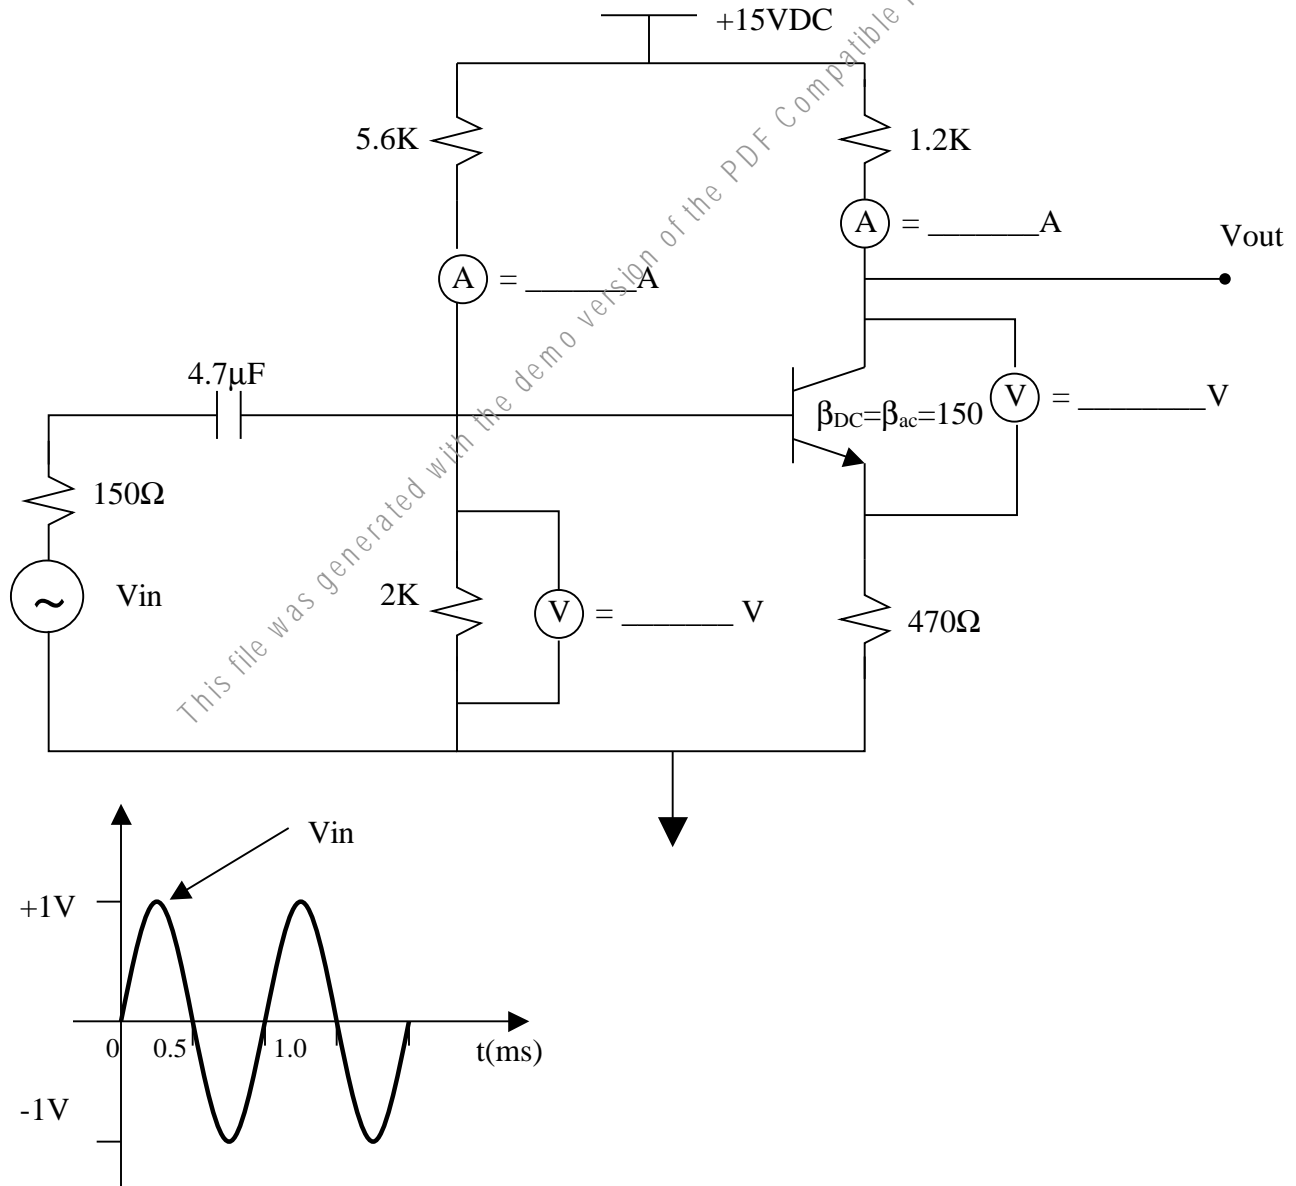 +15VDC
5.6K
1.2K
A = _______A
Vout
A = _______A
4.7μF
V = ________V
βDC=βac=150
150Ω
Vin
2K
V = _______ V
470Ω
This file was generated with the demo version of the PDF Compatible
Vin
+1V
0 0.5 1.0 t(ms)
-1V